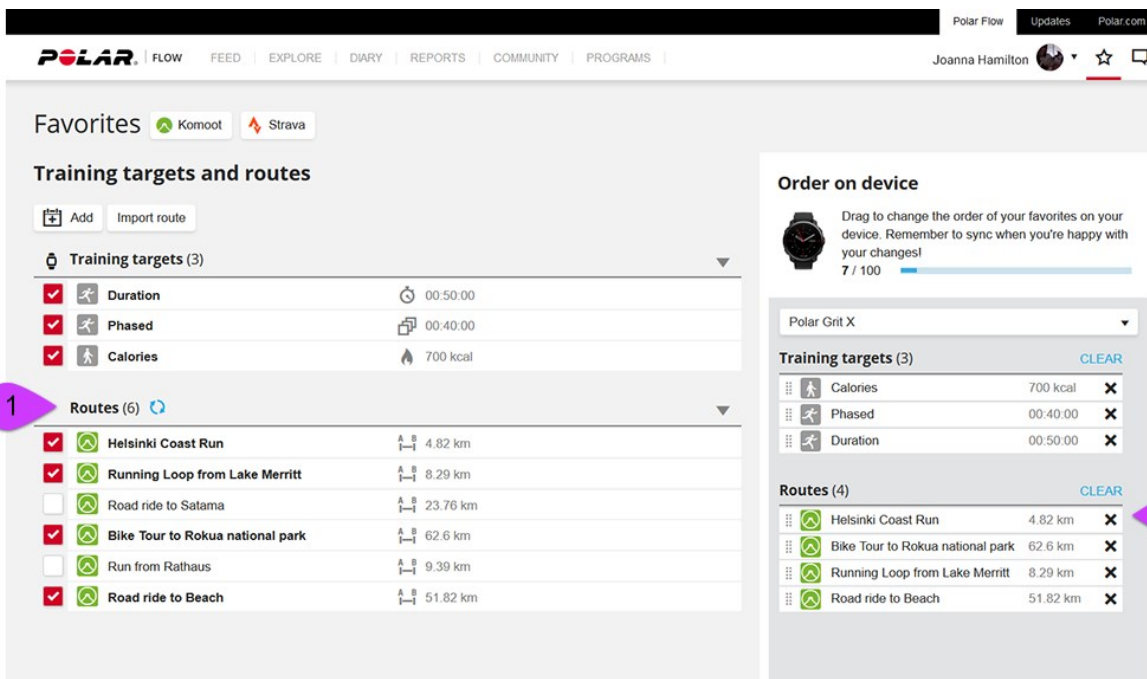 Polar Flow Updates Polar.com
POLAR. FLOW FEED EXPLORE DIARY REPORTS COMMUNITY PROGRAMS Joanna Hamilton
Favorites Komoot Strava
Training targets and routes
Add Import route
Training targets (3)
Duration 00:50:00
Phased 00:40:00
Calories 700 kcal
1
Routes (6)
Helsinki Coast Run A B 4.82 km
Running Loop from Lake Merritt A B 8.29 km
Road ride to Satama A B 23.76 km
Bike Tour to Rokua national park A B 62.6 km
Run from Rathaus A B 9.39 km
Road ride to Beach A B 51.82 km
Order on device
Drag to change the order of your favorites on your
device. Remember to sync when you're happy with
your changes!
7 / 100
Polar Grit X
Training targets (3) CLEAR
Calories 700 kcal
Phased 00:40:00
Duration 00:50:00
Routes (4) CLEAR
Helsinki Coast Run 4.82 km
Bike Tour to Rokua national park 62.6 km
Running Loop from Lake Merritt 8.29 km
Road ride to Beach 51.82 km